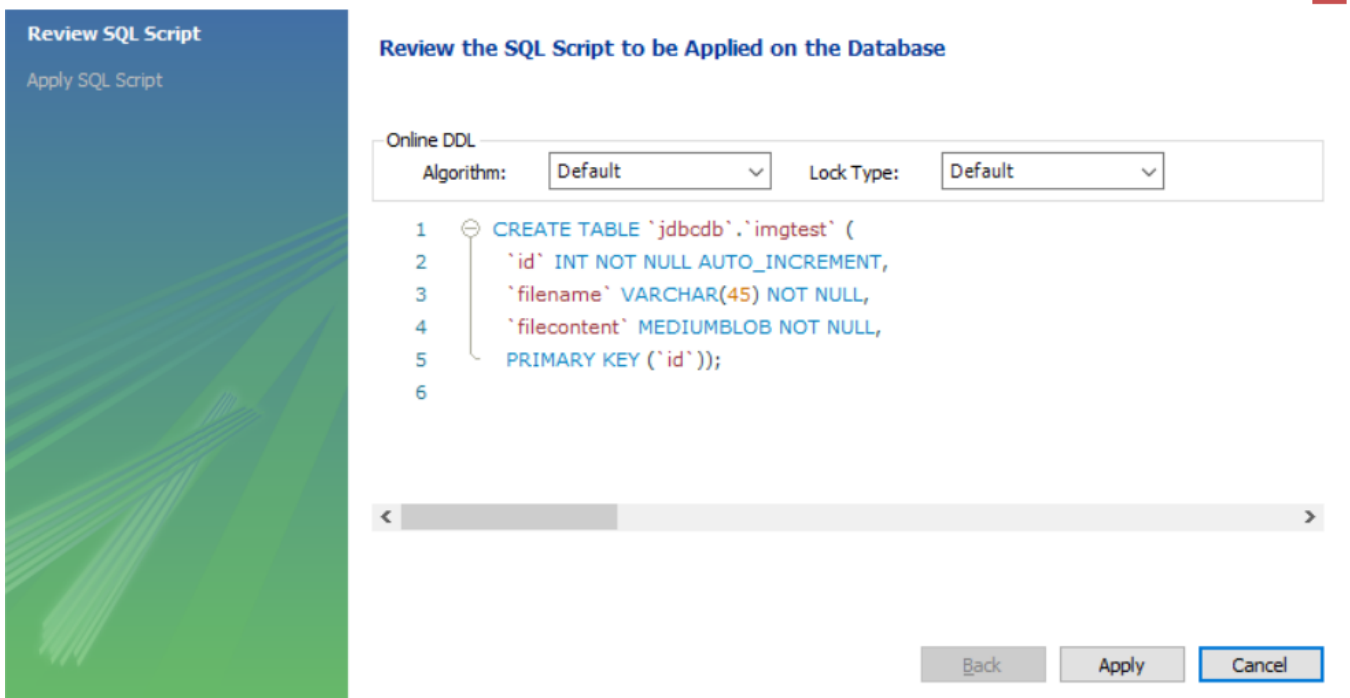 Review SQL Script
Apply SQL Script
Review the SQL Script to be Applied on the Database
Online DDL
Algorithm: Default Lock Type: Default
1 CREATE TABLE `jdbcdb`.`imgtest` (
2 `id` INT NOT NULL AUTO_INCREMENT,
3 `filename` VARCHAR(45) NOT NULL,
4 `filecontent` MEDIUMBLOB NOT NULL,
5 PRIMARY KEY (`id`));
6
Back Apply Cancel